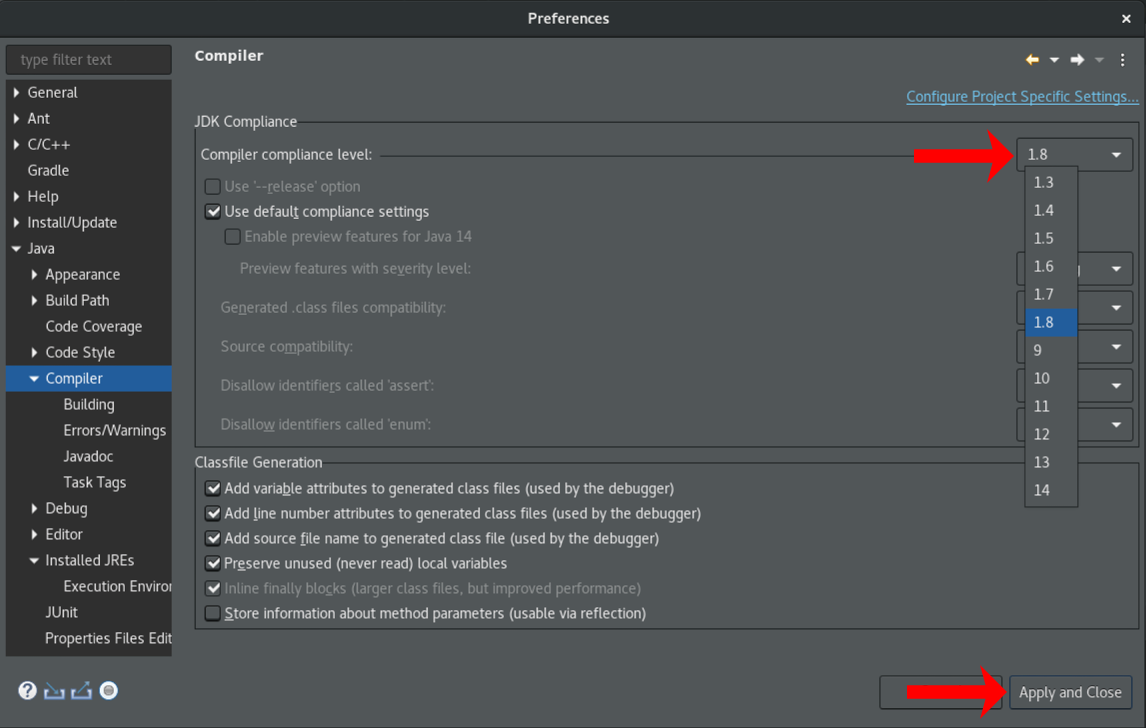 Preferences
type filter text
General
Ant
C/C++
Gradle
Help
Install/Update
Java
Appearance
Build Path
Code Coverage
Code Style
Compiler
Building
Errors/Warnings
Javadoc
Task Tags
Debug
Editor
Installed JREs
Execution Enviror
JUnit
Properties Files Edit
Compiler
Configure Project Specific Settings...
JDK Compliance
Compiler compliance level:
1.8
Use '--release' option
Use default compliance settings
Enable preview features for Java 14
Preview features with severity level:
Generated .class files compatibility:
Source compatibility:
Disallow identifiers called 'assert':
Disallow identifiers called 'enum':
1.3
1.4
1.5
1.6
1.7
1.8
9
10
11
12
13
14
Classfile Generation
Add variable attributes to generated class files (used by the debugger)
Add line number attributes to generated class files (used by the debugger)
Add source file name to generated class file (used by the debugger)
Preserve unused (never read) local variables
Inline finally blocks (larger class files, but improved performance)
Store information about method parameters (usable via reflection)
Apply and Close